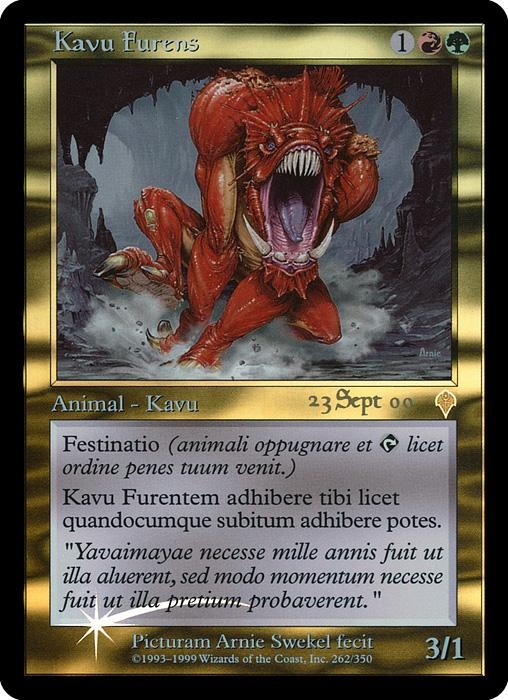 Kavu Furens 1
Arnie
Animal - Kavu 23 Sept 00
Festinatio (animali oppugnare et licet
ordine penes tuum venit.)
Kavu Furentem adhibere tibi licet
quandocumque subitum adhibere potes.
"Yavaimayae necesse mille annis fuit ut
illa aluerent, sed modo momentum necesse
fuit ut illa pretium probaverent."
Picturam Arnie Swekel fecit
©1993–1999 Wizards of the Coast, Inc. 262/350
3/1